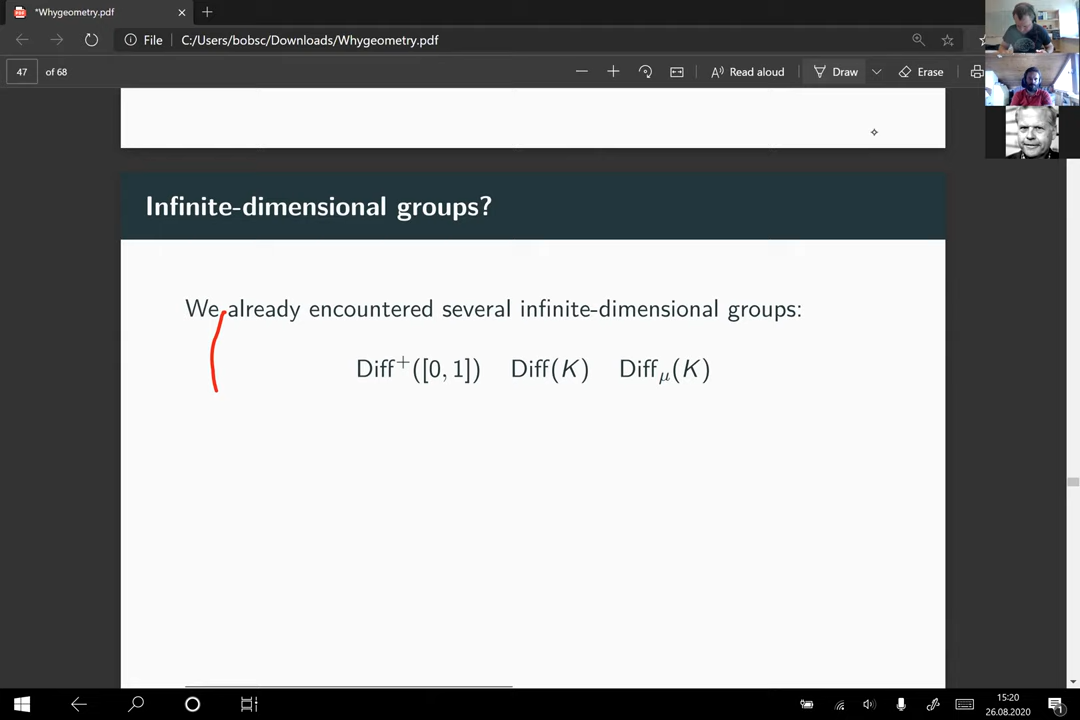 *Whygeometry.pdf
File C:/Users/bobsc/Downloads/Whygeometry.pdf
47 of 68 Read aloud Draw Erase
Infinite-dimensional groups?
We already encountered several infinite-dimensional groups:
Diff⁺([0, 1]) Diff(K) Diff_μ(K)
15:20
26.08.2020